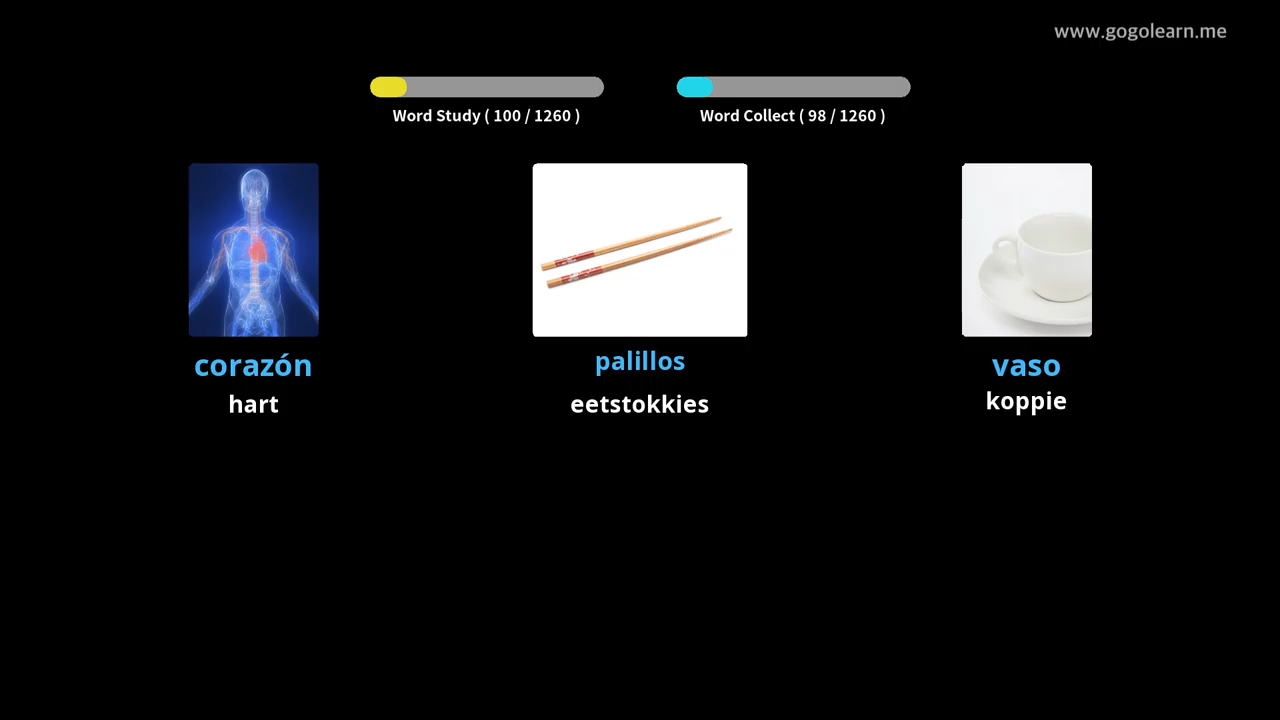 www.gogolearn.me
Word Study ( 100 / 1260 )
Word Collect ( 98 / 1260 )
corazón
hart
palillos
eetstokkies
vaso
koppie